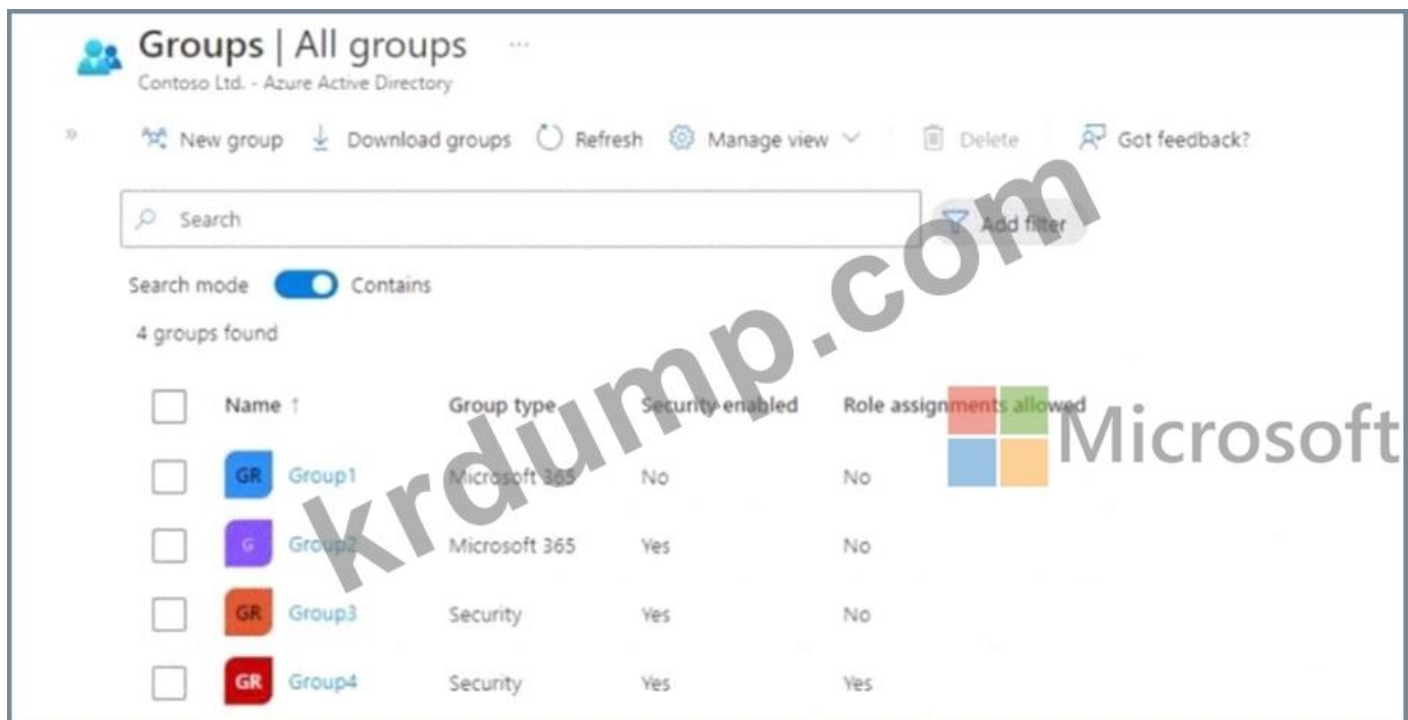 Groups | All groups ...
Contoso Ltd. - Azure Active Directory
» New group Download groups Refresh Manage view Delete Got feedback?
Search Add filter
Search mode Contains
4 groups found
Name ↑ Group type Security enabled Role assignments allowed
GR Group1 Microsoft 365 No No
G Group2 Microsoft 365 Yes No
GR Group3 Security Yes No
GR Group4 Security Yes Yes
krdump.com
Microsoft